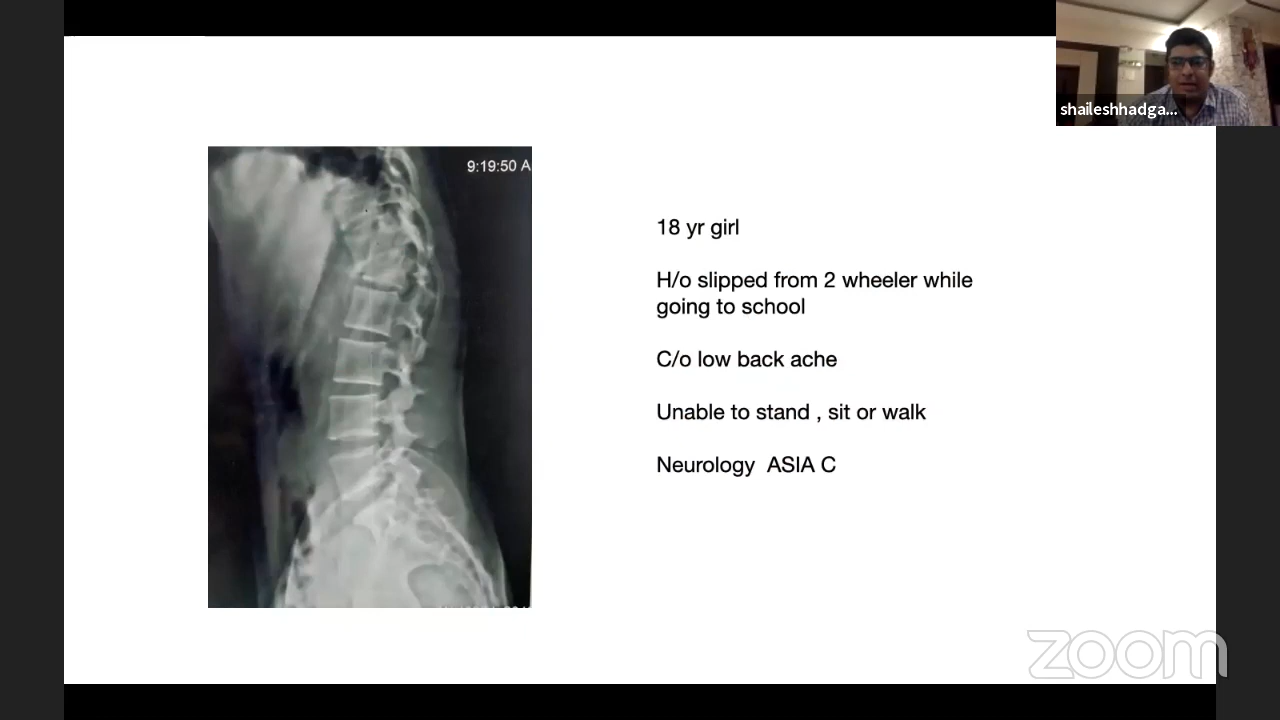 shaileshhadga...
9:19:50 A
18 yr girl
H/o slipped from 2 wheeler while
going to school
C/o low back ache
Unable to stand , sit or walk
Neurology  ASIA C
zoom